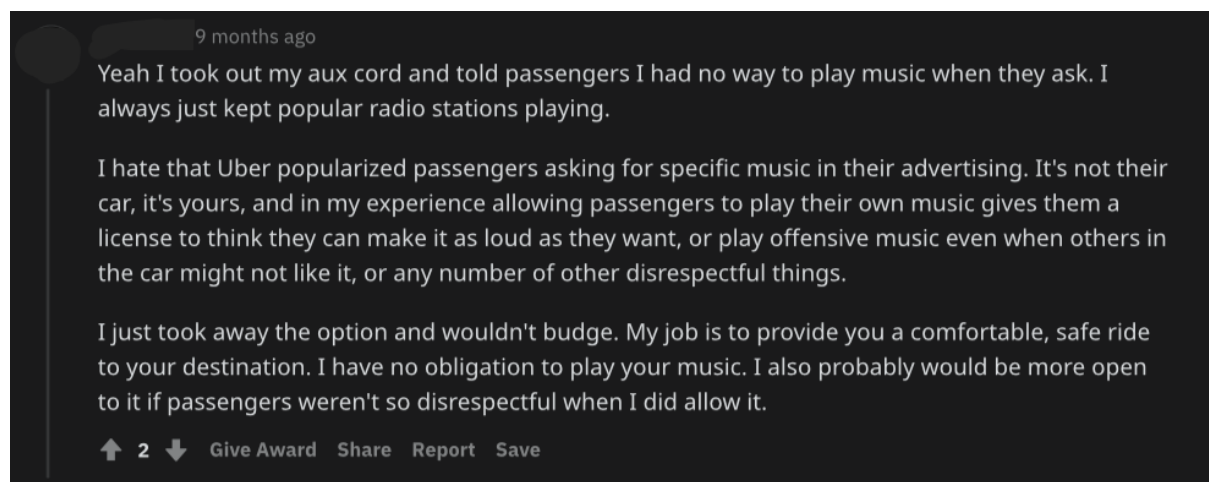 9 months ago
Yeah I took out my aux cord and told passengers I had no way to play music when they ask. I
always just kept popular radio stations playing.
I hate that Uber popularized passengers asking for specific music in their advertising. It's not their
car, it's yours, and in my experience allowing passengers to play their own music gives them a
license to think they can make it as loud as they want, or play offensive music even when others in
the car might not like it, or any number of other disrespectful things.
I just took away the option and wouldn't budge. My job is to provide you a comfortable, safe ride
to your destination. I have no obligation to play your music. I also probably would be more open
to it if passengers weren't so disrespectful when I did allow it.
2 Give Award Share Report Save